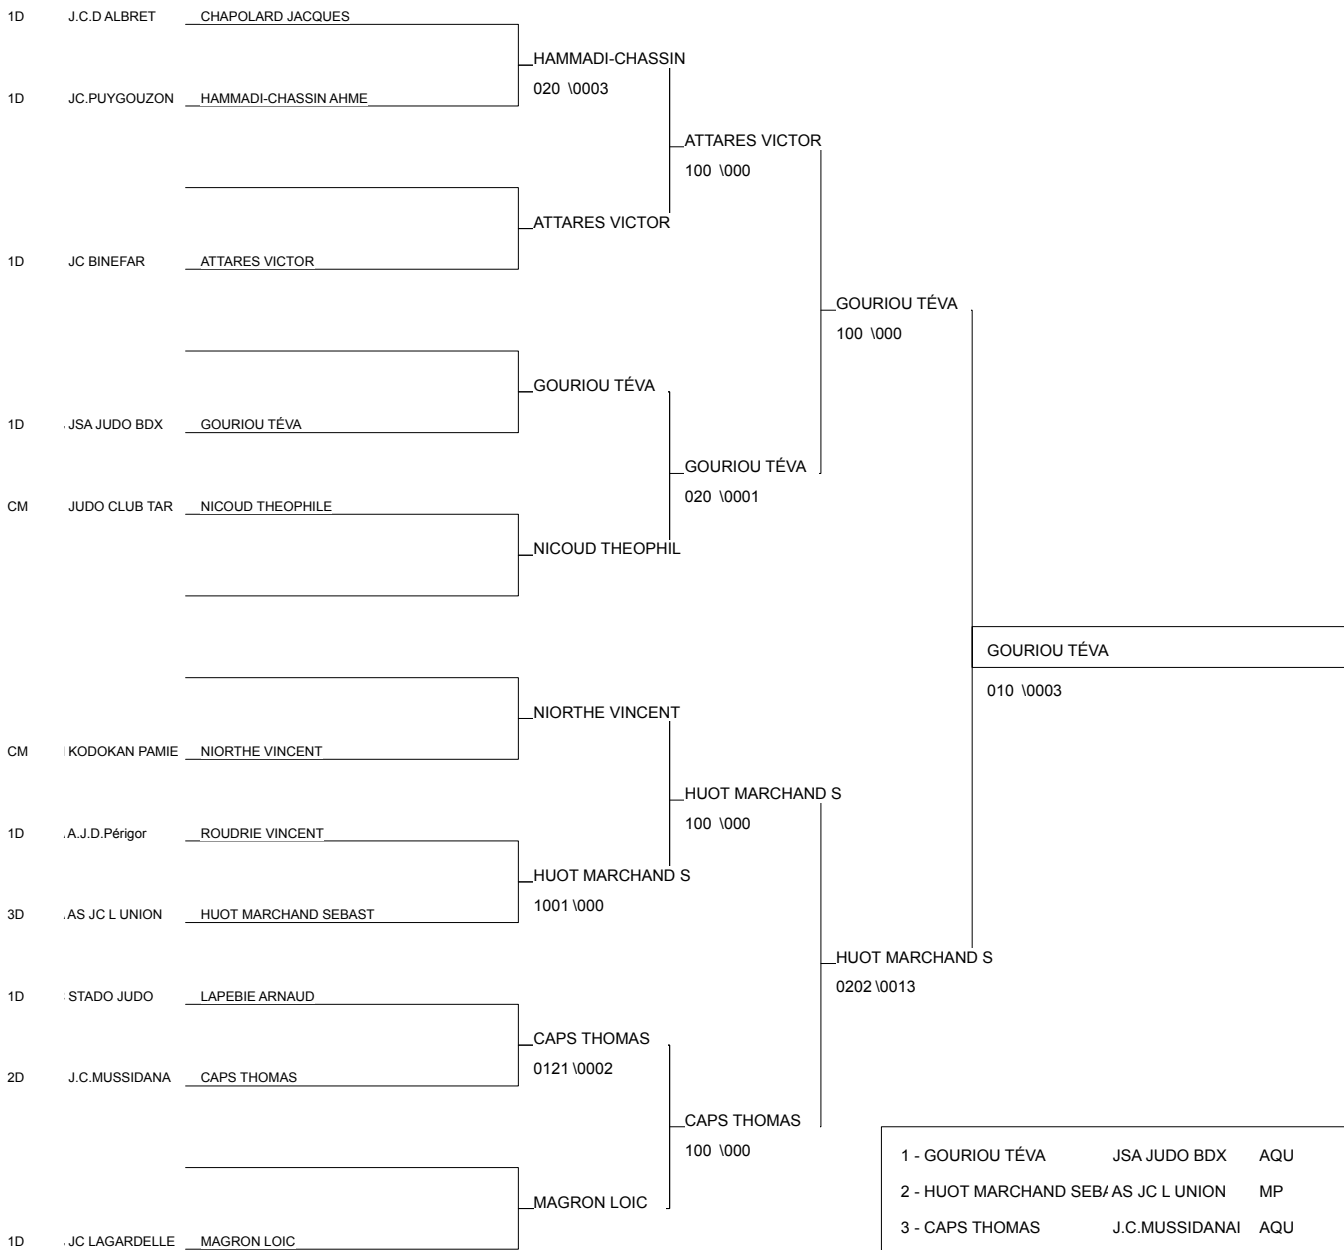 1D J.C.D ALBRET CHAPOLARD JACQUES
HAMMADI-CHASSIN
020 \0003
1D JC.PUYGOUZON HAMMADI-CHASSIN AHME
ATTARES VICTOR
100 \000
ATTARES VICTOR
1D JC BINEFAR ATTARES VICTOR
GOURIOU TÉVA
100 \000
GOURIOU TÉVA
1D JSA JUDO BDX GOURIOU TÉVA
GOURIOU TÉVA
020 \0001
CM JUDO CLUB TAR NICOUD THEOPHILE
NICOUD THEOPHIL
GOURIOU TÉVA
010 \0003
NIORTHE VINCENT
CM KODOKAN PAMIE NIORTHE VINCENT
HUOT MARCHAND S
100 \000
1D A.J.D.Périgor ROUDRIE VINCENT
HUOT MARCHAND S
1001 \000
3D AS JC L UNION HUOT MARCHAND SEBAST
HUOT MARCHAND S
0202 \0013
1D STADO JUDO LAPEBIE ARNAUD
CAPS THOMAS
0121 \0002
2D J.C.MUSSIDANA CAPS THOMAS
CAPS THOMAS
100 \000
MAGRON LOIC
1D JC LAGARDELLE MAGRON LOIC
1 - GOURIOU TÉVA JSA JUDO BDX AQU
2 - HUOT MARCHAND SEBA AS JC L UNION MP
3 - CAPS THOMAS J.C.MUSSIDANAI AQU